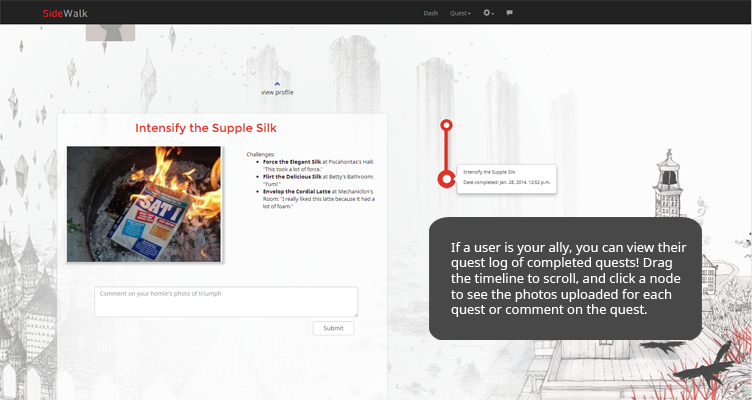 SideWalk
Dash
Quest
view profile
Intensify the Supple Silk
Challenges:
Force the Elegant Silk at Pocahontas's Hall:
"This took a lot of force."
Flirt the Delicious Silk at Betty's Bathroom:
"Yum!"
Envelop the Cordial Latte at Mechaniclon's
Room: "I really liked this latte because it had a
lot of foam."
SAT I
Comment on your homie's photo of triumph
Submit
Intensify the Supple Silk
Date completed: Jan. 28, 2014, 12:52 p.m.
If a user is your ally, you can view their
quest log of completed quests! Drag
the timeline to scroll, and click a node
to see the photos uploaded for each
quest or comment on the quest.